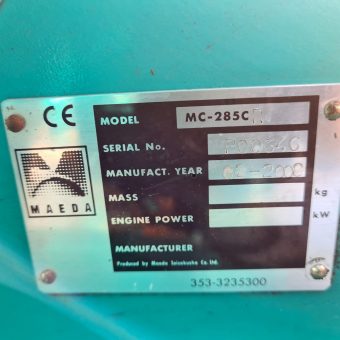 CE
MODEL MC-285C
SERIAL No.
MANUFACT. YEAR
MASS kg
ENGINE POWER kW
MANUFACTURER
Produced by Maeda Seisakusho Co. Ltd.
MAEDA
353-3235300